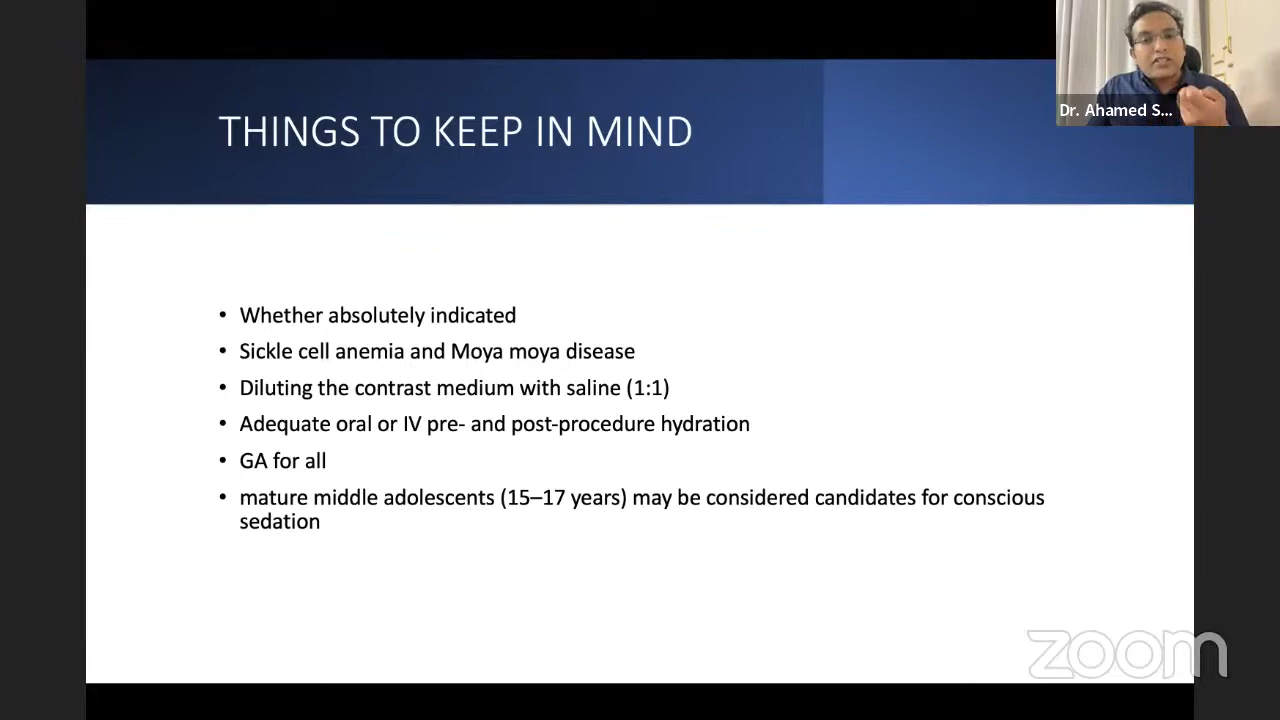 THINGS TO KEEP IN MIND
Dr. Ahamed S...
• Whether absolutely indicated
• Sickle cell anemia and Moya moya disease
• Diluting the contrast medium with saline (1:1)
• Adequate oral or IV pre- and post-procedure hydration
• GA for all
• mature middle adolescents (15–17 years) may be considered candidates for conscious
sedation
zoom